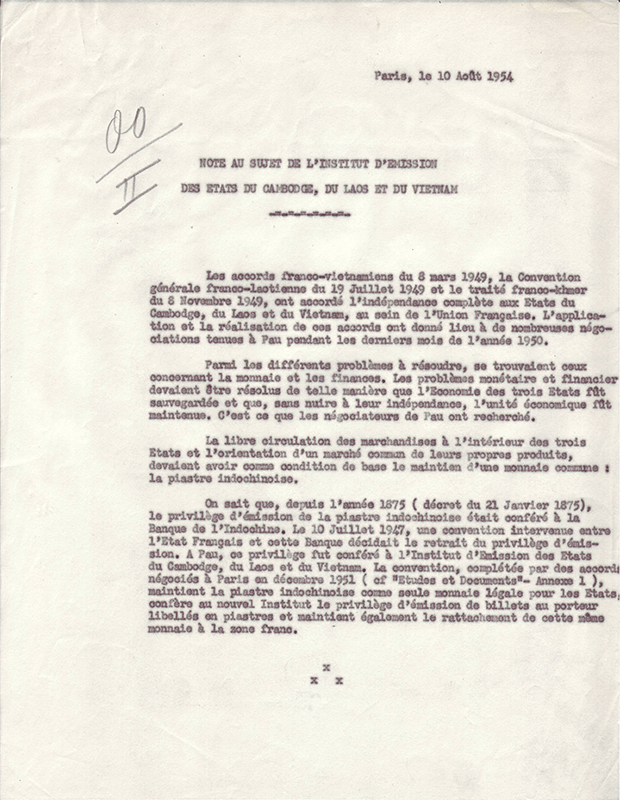 Paris, le 10 Août 1954
00
II
NOTE AU SUJET DE L'INSTITUT D'EMISSION
DES ETATS DU CAMBODGE, DU LAOS ET DU VIETNAM
-=-=-=-=-=-=-
Les accords franco-vietnamiens du 8 mars 1949, la Convention
générale franco-laotienne du 19 Juillet 1949 et le traité franco-khmer
du 8 Novembre 1949, ont accordé l'indépendance complète aux Etats du
Cambodge, du Laos et du Vietnam, au sein de l'Union Française. L'applica-
tion et la réalisation de ces accords ont donné lieu à de nombreuses négo-
ciations tenues à Pau pendant les derniers mois de l'année 1950.
Parmi les différents problèmes à résoudre, se trouvaient ceux
concernant la monnaie et les finances. Les problèmes monétaire et financier
devaient être résolus de telle manière que l'Economie des trois Etats fût
sauvegardée et que, sans nuire à leur indépendance, l'unité économique fût
maintenue. C'est ce que les négociateurs de Pau ont recherché.
La libre circulation des marchandises à l'intérieur des trois
Etats et l'orientation d'un marché commun de leurs propres produits,
devaient avoir comme condition de base le maintien d'une monnaie commune :
la piastre indochinoise.
On sait que, depuis l'année 1875 ( décret du 21 Janvier 1875),
le privilège d'émission de la piastre indochinoise était conféré à la
Banque de l'Indochine. Le 10 Juillet 1947, une convention intervenue entre
l'Etat Français et cette Banque décidait le retrait du privilège d'émis-
sion. A Pau, ce privilège fut conféré à l'Institut d'Emission des Etats
du Cambodge, du Laos et du Vietnam. La convention, complétée par des accords
négociés à Paris en décembre 1951 ( cf "Etudes et Documents"- Annexe 1 ),
maintient la piastre indochinoise comme seule monnaie légale pour les Etats,
confère au nouvel Institut le privilège d'émission de billets au porteur
libellés en piastres et maintient également le rattachement de cette même
monnaie à la zone franc.
x
x x